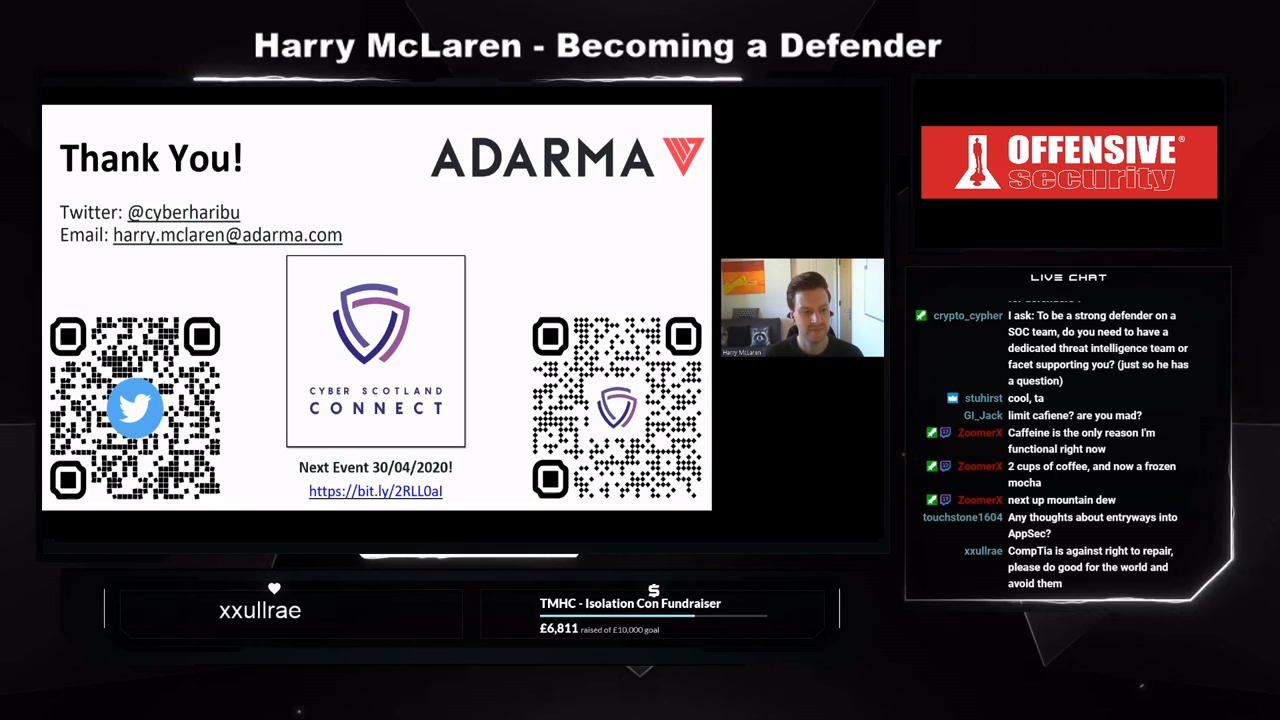 Harry McLaren - Becoming a Defender
Thank You!
ADARMA
Twitter: @cyberharibu
Email: harry.mclaren@adarma.com
CYBER SCOTLAND
CONNECT
Next Event 30/04/2020!
https://bit.ly/2RLL0aI
Harry McLaren
OFFENSIVE®
security
LIVE CHAT
crypto_cypher I ask: To be a strong defender on a
SOC team, do you need to have a
dedicated threat intelligence team or
facet supporting you? (just so he has
a question)
stuhirst cool, ta
GI_Jack limit cafiene? are you mad?
ZoomerX Caffeine is the only reason I'm
functional right now
ZoomerX 2 cups of coffee, and now a frozen
mocha
ZoomerX next up mountain dew
touchstone1604 Any thoughts about entryways into
AppSec?
xxullrae CompTia is against right to repair,
please do good for the world and
avoid them
xxullrae
TMHC - Isolation Con Fundraiser
£6,811 raised of £10,000 goal